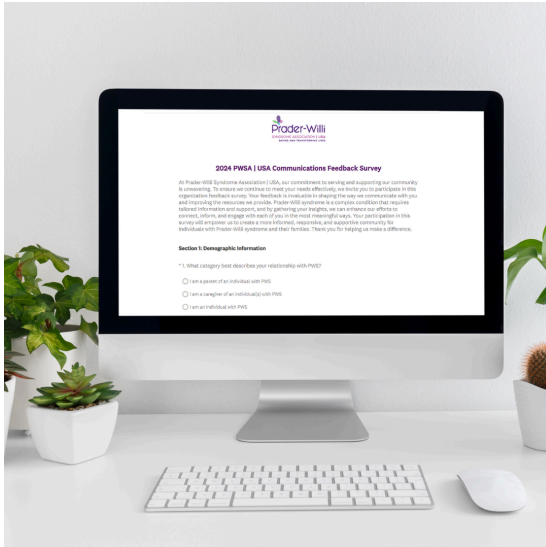 Prader-Willi
SYNDROME ASSOCIATION | USA
SAVING AND TRANSFORMING LIVES
2024 PWSA | USA Communications Feedback Survey
At Prader-Willi Syndrome Association | USA, our commitment to serving and supporting our community
is unwavering. To ensure we continue to meet your needs effectively, we invite you to participate in this
organization feedback survey. Your feedback is invaluable in shaping the way we communicate with you
and improving the resources we provide. Prader-Willi syndrome is a complex condition that requires
tailored information and support, and by gathering your insights, we can enhance our efforts to
connect, inform, and engage with each of you in the most meaningful ways. Your participation in this
survey will empower us to create a more informed, responsive, and supportive community for
individuals with Prader-Willi syndrome and their families. Thank you for helping us make a difference.
Section 1: Demographic Information
* 1. What category best describes your relationship with PWS?
I am a parent of an individual with PWS
I am a caregiver of an individual(s) with PWS
I am an individual with PWS